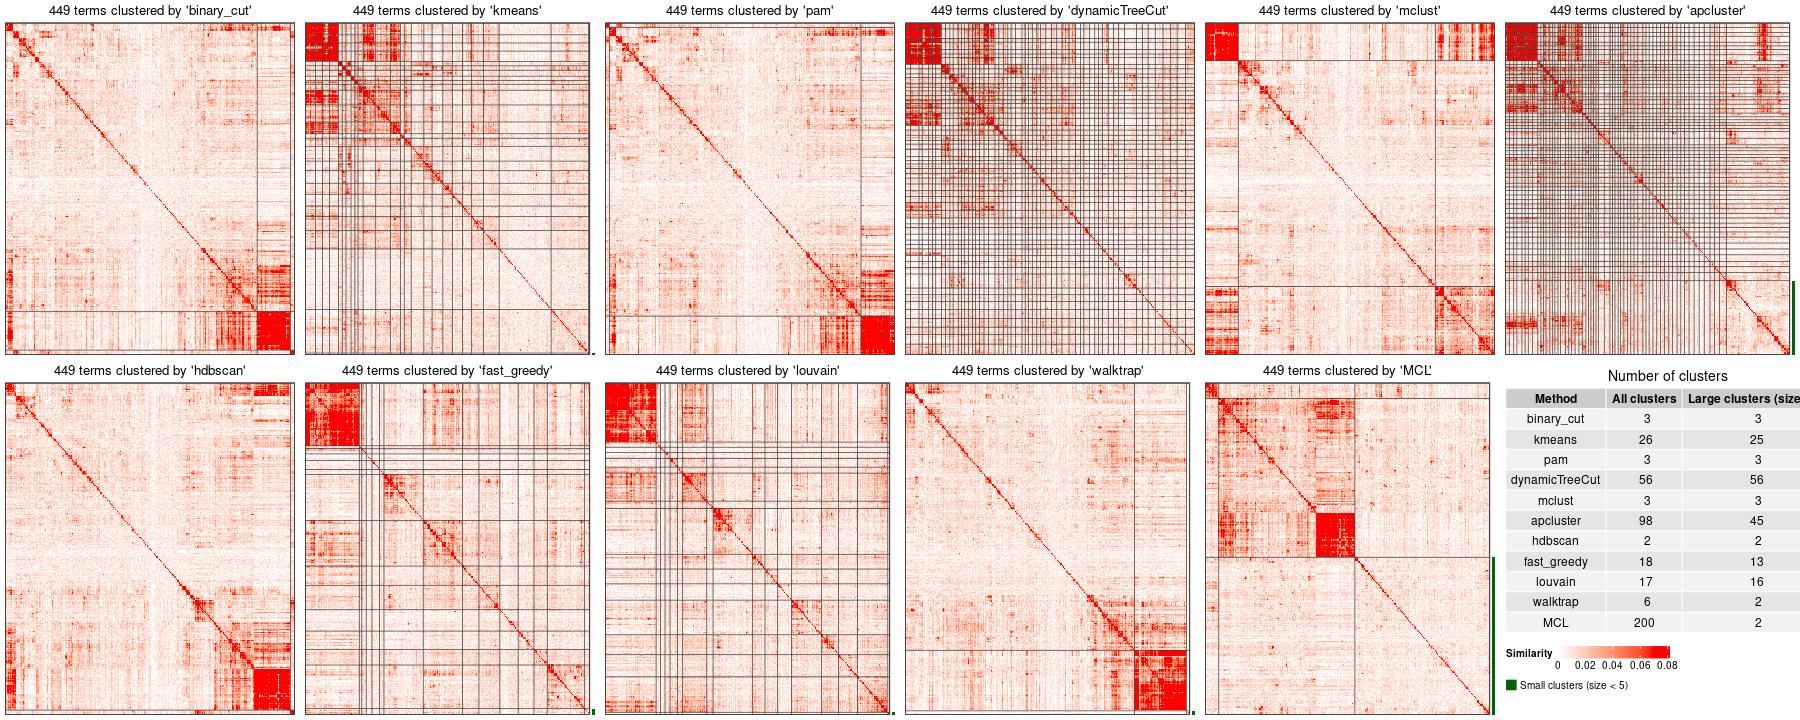 449 terms clustered by 'binary_cut'
449 terms clustered by 'kmeans'
449 terms clustered by 'pam'
449 terms clustered by 'dynamicTreeCut'
449 terms clustered by 'mclust'
449 terms clustered by 'apcluster'
449 terms clustered by 'hdbscan'
449 terms clustered by 'fast_greedy'
449 terms clustered by 'louvain'
449 terms clustered by 'walktrap'
449 terms clustered by 'MCL'
Number of clusters
Method All clusters Large clusters (size
binary_cut 3 3
kmeans 26 25
pam 3 3
dynamicTreeCut 56 56
mclust 3 3
apcluster 98 45
hdbscan 2 2
fast_greedy 18 13
louvain 17 16
walktrap 6 2
MCL 200 2
Similarity
0 0.02 0.04 0.06 0.08
Small clusters (size < 5)